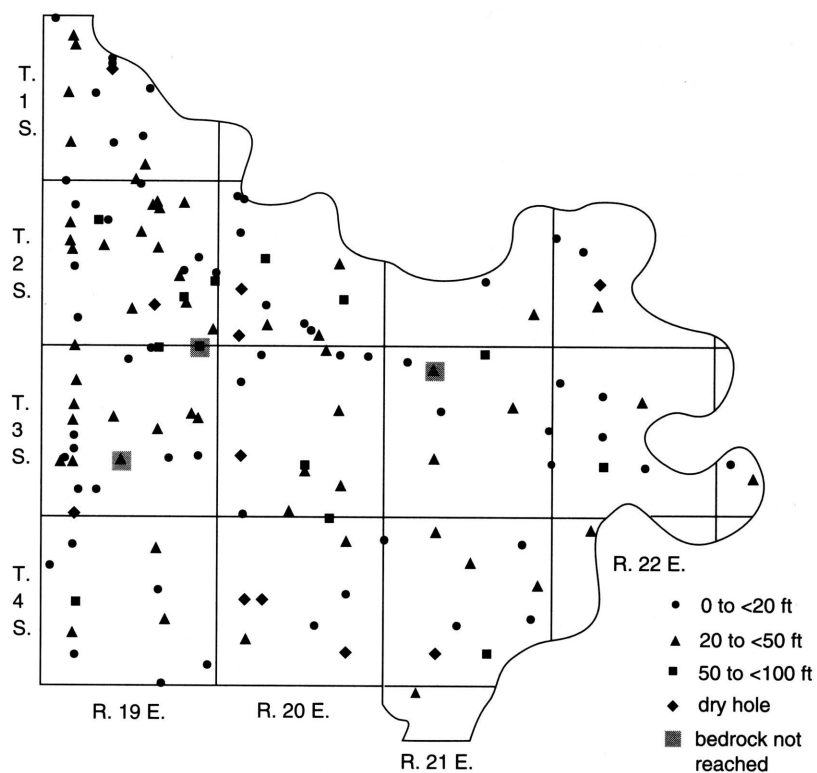 T.
1
S.
T.
2
S.
T.
3
S.
T.
4
S.
R. 19 E.
R. 20 E.
R. 21 E.
R. 22 E.
0 to <20 ft
20 to <50 ft
50 to <100 ft
dry hole
bedrock not
reached